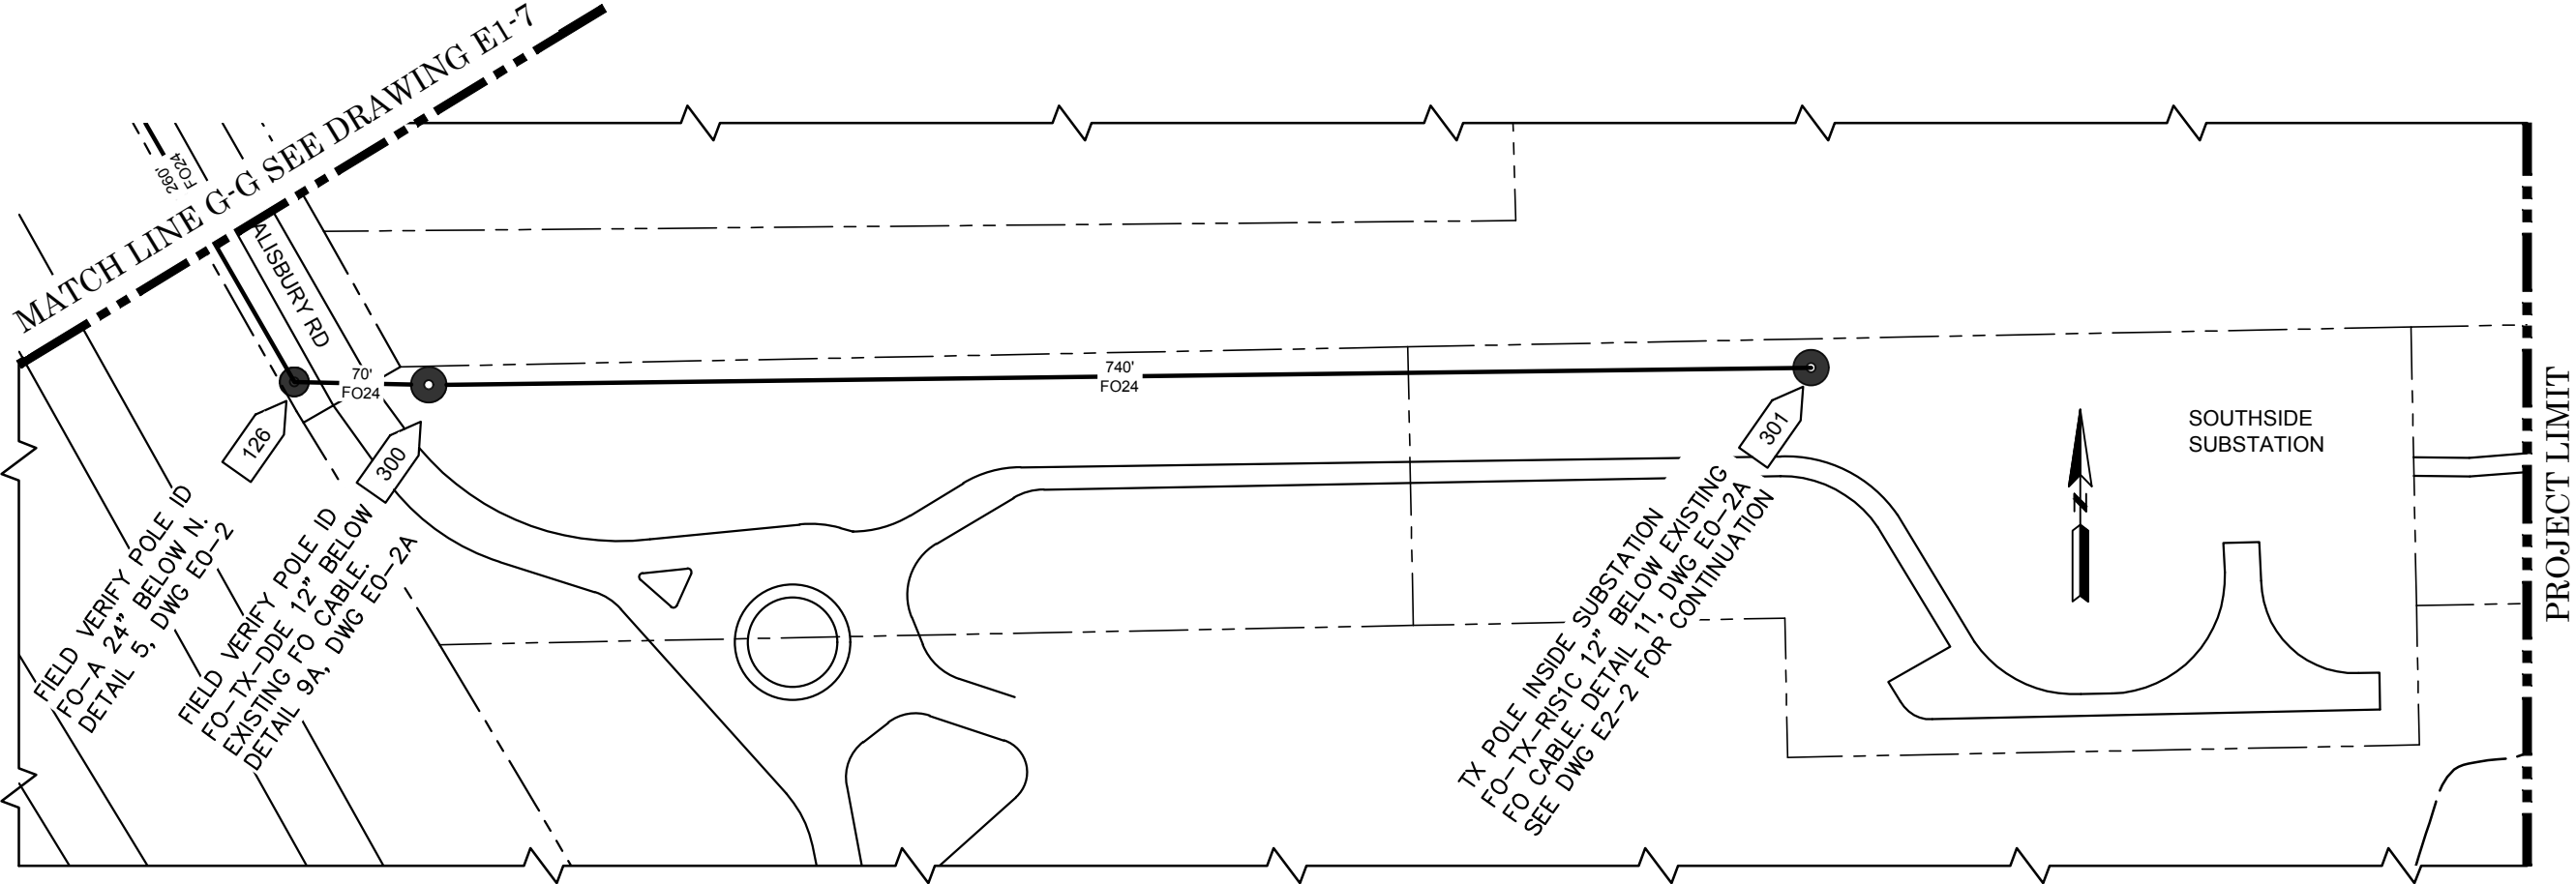 MATCH LINE G-G SEE DRAWING E1-7
260'
FO24
ALISBURY RD
70'
FO24
740'
FO24
126
300
301
FIELD VERIFY POLE ID
FO-A 24" BELOW N.
DETAIL 5, DWG E0-2
FIELD VERIFY POLE ID
FO-TX-DDE 12" BELOW
EXISTING FO CABLE.
DETAIL 9A, DWG E0-2A
TX POLE INSIDE SUBSTATION
FO-TX-RIS1C 12" BELOW EXISTING
FO CABLE. DETAIL 11, DWG E0-2A
SEE DWG E2-2 FOR CONTINUATION
N
SOUTHSIDE
SUBSTATION
PROJECT LIMIT